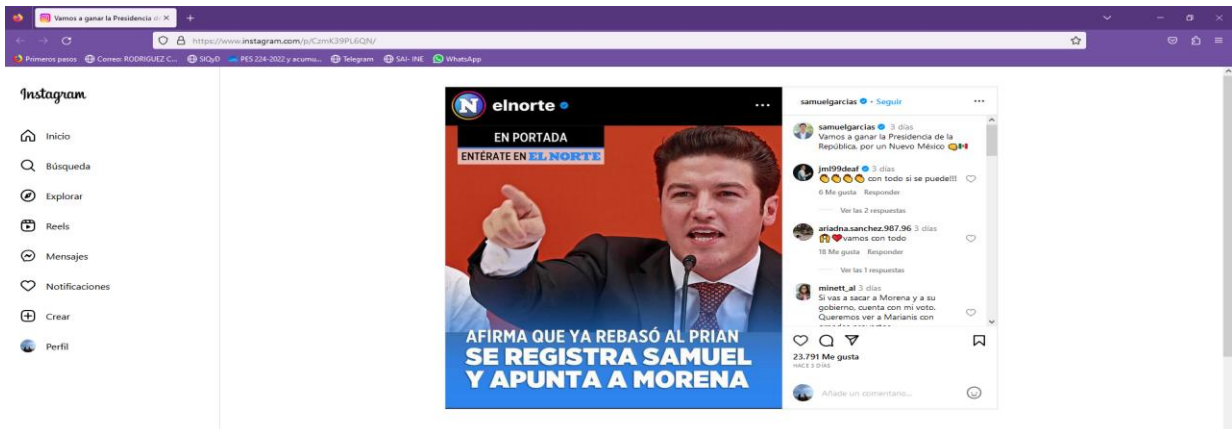 Vamos a ganar la Presidencia d
https://www.instagram.com/p/CzmK39PL6QN/
Primeros pasos Correo: RODRIGUEZ C... SIQyD PES 224-2022 y acumu... Telegram SAI- INE WhatsApp
Instagram
Inicio
Búsqueda
Explorar
Reels
Mensajes
Notificaciones
Crear
Perfil
N elnorte
EN PORTADA
ENTÉRATE EN EL NORTE
AFIRMA QUE YA REBASÓ AL PRIAN
SE REGISTRA SAMUEL
Y APUNTA A MORENA
samuelgarcias • Seguir
samuelgarcias 3 días
Vamos a ganar la Presidencia de la
República, por un Nuevo México
jml99deaf 3 días
con todo si se puede!!!
6 Me gusta Responder
Ver las 2 respuestas
ariadna.sanchez.987.96 3 días
vamos con todo
18 Me gusta Responder
Ver las 1 respuestas
minett_al 3 días
Si vas a sacar a Morena y a su
gobierno, cuenta con mi voto.
Queremos ver a Marianis con
23.791 Me gusta
HACE 3 DÍAS
Añade un comentario...